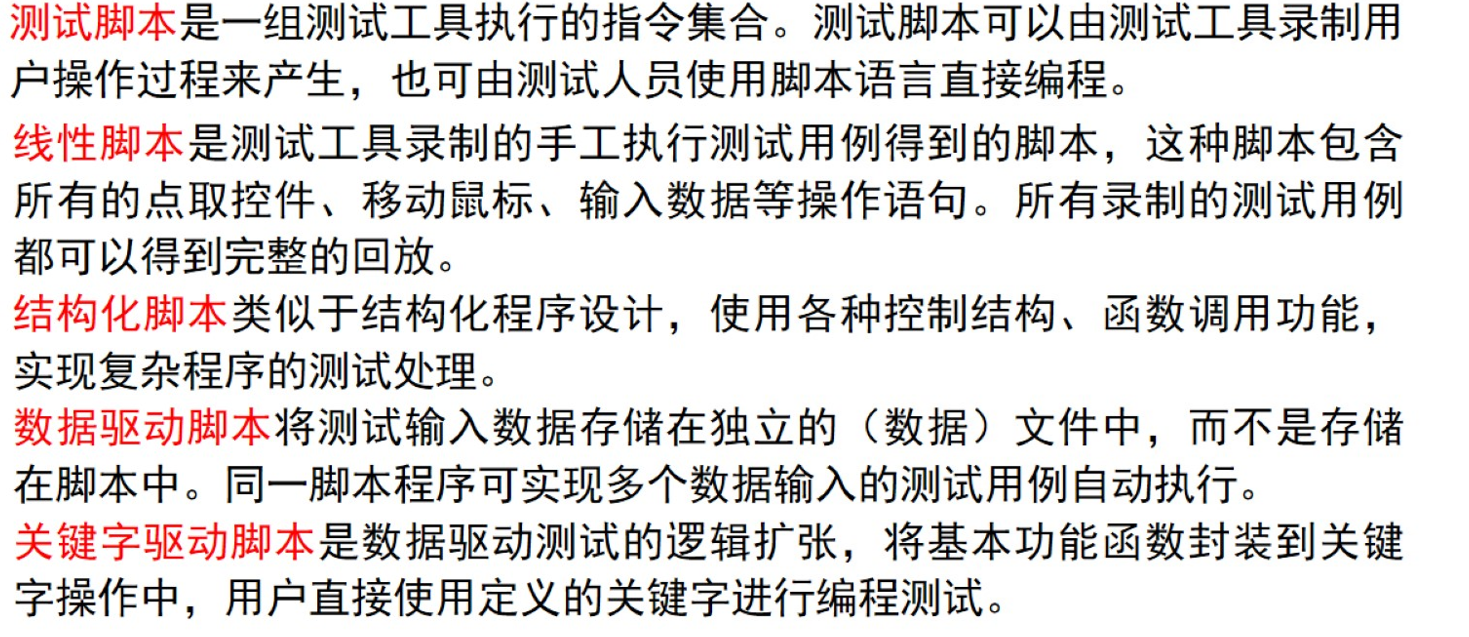 测试脚本是一组测试工具执行的指令集合。测试脚本可以由测试工具录制用
户操作过程来产生，也可由测试人员使用脚本语言直接编程。
线性脚本是测试工具录制的手工执行测试用例得到的脚本，这种脚本包含
所有的点取控件、移动鼠标、输入数据等操作语句。所有录制的测试用例
都可以得到完整的回放。
结构化脚本类似于结构化程序设计，使用各种控制结构、函数调用功能，
实现复杂程序的测试处理。
数据驱动脚本将测试输入数据存储在独立的（数据）文件中，而不是存储
在脚本中。同一脚本程序可实现多个数据输入的测试用例自动执行。
关键字驱动脚本是数据驱动测试的逻辑扩张，将基本功能函数封装到关键
字操作中，用户直接使用定义的关键字进行编程测试。